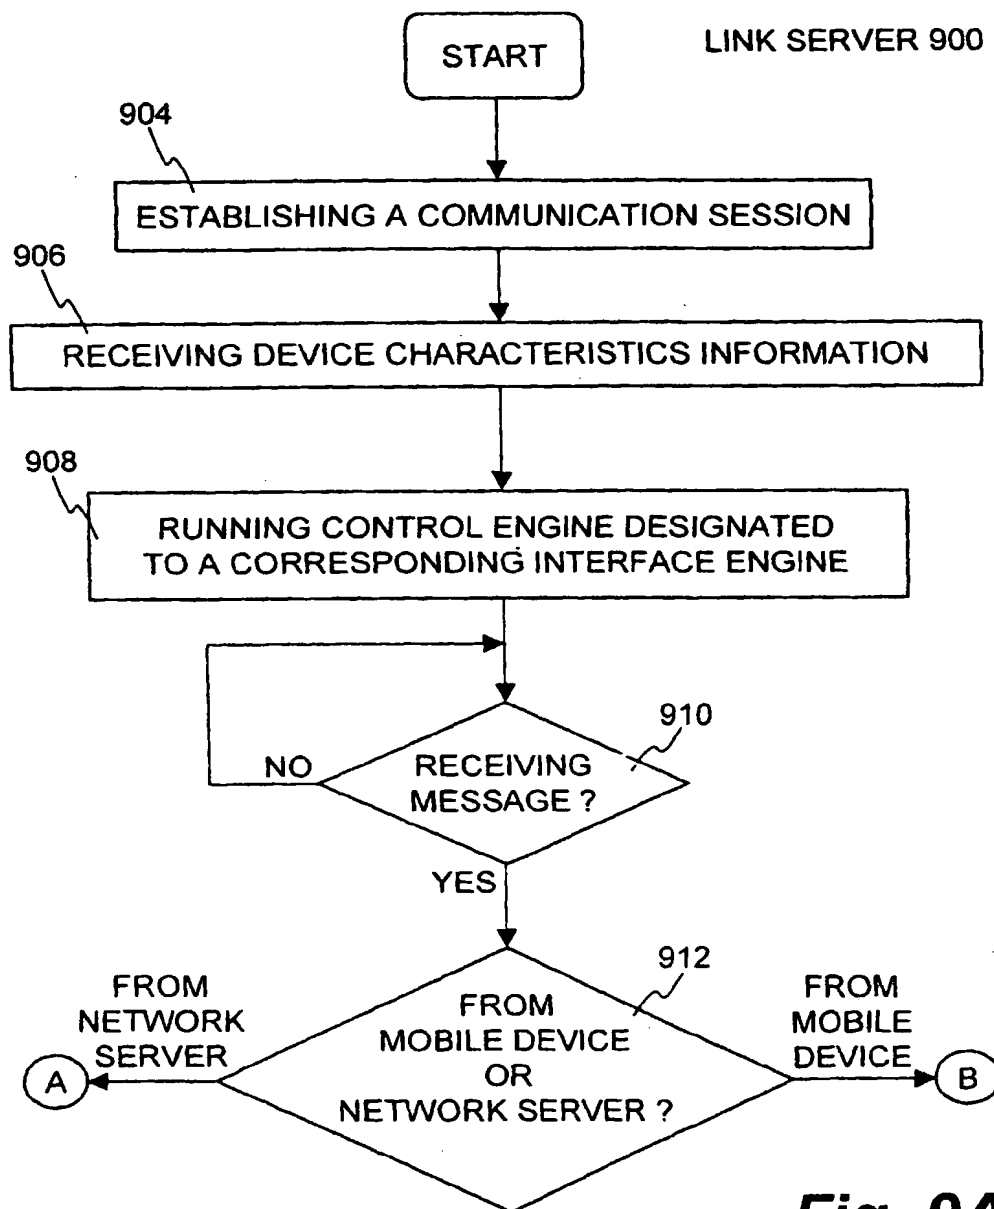 START
LINK SERVER 900
904
ESTABLISHING A COMMUNICATION SESSION
906
RECEIVING DEVICE CHARACTERISTICS INFORMATION
908
RUNNING CONTROL ENGINE DESIGNATED
TO A CORRESPONDING INTERFACE ENGINE
910
NO
RECEIVING
MESSAGE ?
YES
912
FROM
NETWORK
SERVER
FROM
MOBILE DEVICE
OR
NETWORK SERVER ?
FROM
MOBILE
DEVICE
A
B
Fig. 9A